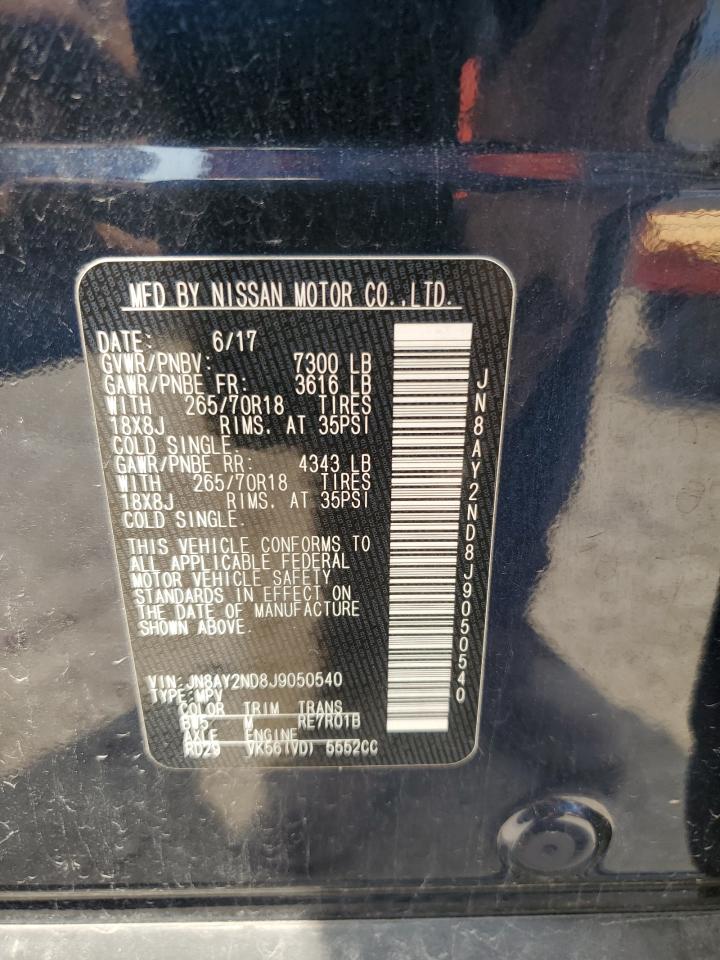 MFD BY NISSAN MOTOR CO.,LTD.
DATE: 6/17
GVWR/PNBV: 7300 LB
GAWR/PNBE FR: 3616 LB
WITH 265/70R18 TIRES
18X8J RIMS. AT 35PSI
COLD SINGLE.
GAWR/PNBE RR: 4343 LB
WITH 265/70R18 TIRES
18X8J RIMS. AT 35PSI
COLD SINGLE.
THIS VEHICLE CONFORMS TO
ALL APPLICABLE FEDERAL
MOTOR VEHICLE SAFETY
STANDARDS IN EFFECT ON
THE DATE OF MANUFACTURE
SHOWN ABOVE.
VIN: JN8AY2ND8J9050540
TYPE:MPV
COLOR TRIM TRANS
BW5 M RE7R01B
AXLE ENGINE
RD29 VK56(VD) 5552CC
JN8AY2ND8J9050540